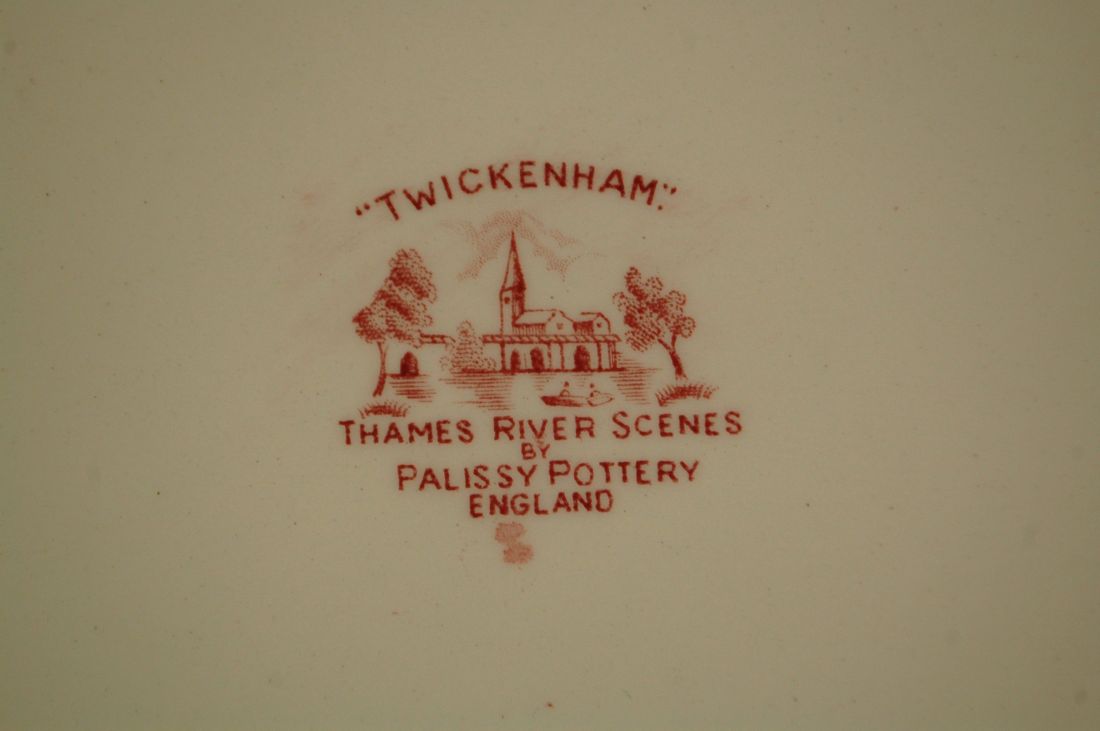 "TWICKENHAM."
THAMES RIVER SCENES
BY
PALISSY POTTERY
ENGLAND